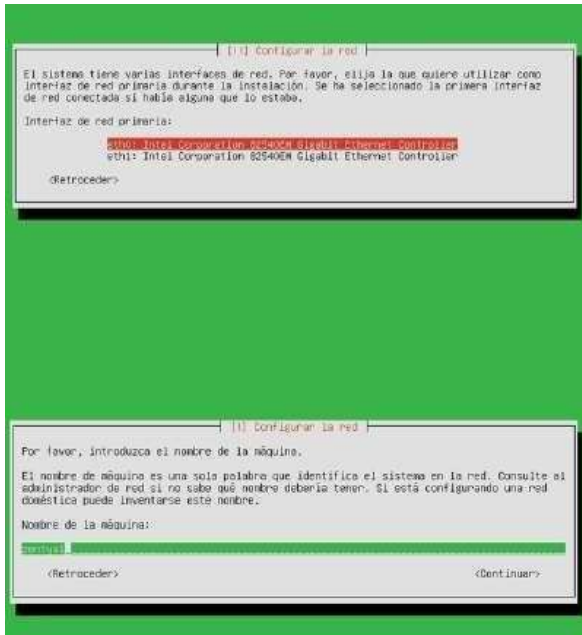 [!!] Configurar la red
El sistema tiene varias interfaces de red. Por favor, elija la que quiere utilizar como
interfaz de red primaria durante la instalación. Se ha seleccionado la primera interfaz
de red conectada si había alguna que lo estaba.
Interfaz de red primaria:
eth0: Intel Corporation 82540EM Gigabit Ethernet Controller
eth1: Intel Corporation 82540EM Gigabit Ethernet Controller
<Retroceder>
[!] Configurar la red
Por favor, introduzca el nombre de la máquina.
El nombre de máquina es una sola palabra que identifica el sistema en la red. Consulte al
administrador de red si no sabe qué nombre debería tener. Si está configurando una red
doméstica puede inventarse este nombre.
Nombre de la máquina:
<Retroceder> <Continuar>